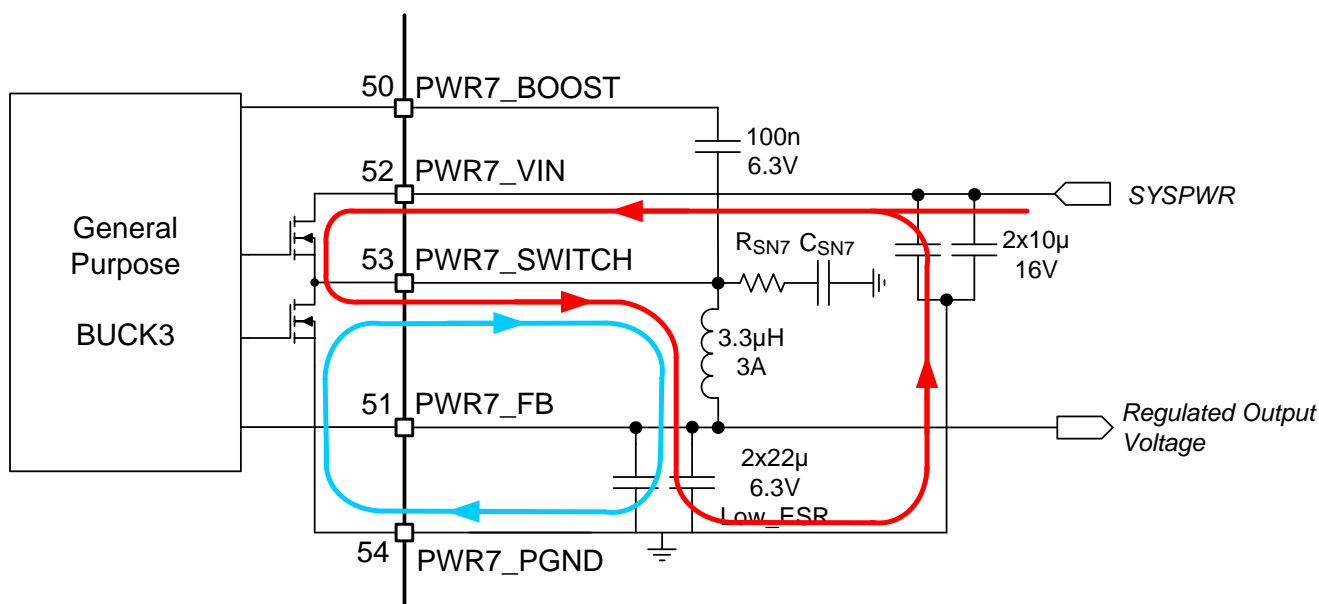 50 PWR7_BOOST
100n
6.3V
52 PWR7_VIN
SYSPWR
General
Purpose
BUCK3
RSN7 CSN7
2x10µ
16V
53 PWR7_SWITCH
3.3µH
3A
51 PWR7_FB
Regulated Output
Voltage
2x22µ
6.3V
Low_ESR
54 PWR7_PGND